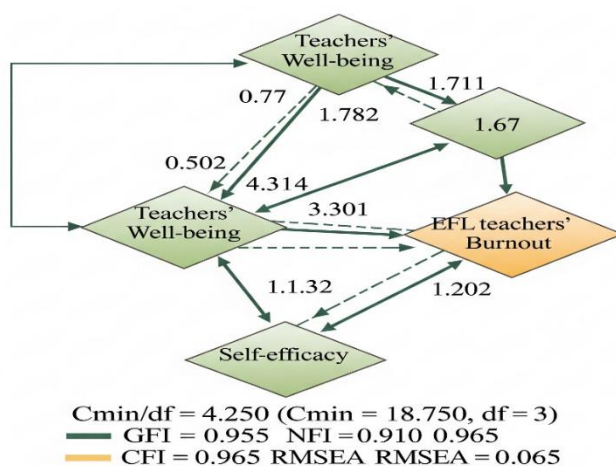 Teachers'
Well-being
1.711
0.77
1.782
1.67
0.502
4.314
Teachers'
Well-being
3.301
EFL teachers'
Burnout
1.1.32
1.202
Self-efficacy
Cmin/df = 4.250 (Cmin = 18.750, df = 3)
GFI = 0.955 NFI = 0.910 0.965
CFI = 0.965 RMSEA RMSEA = 0.065